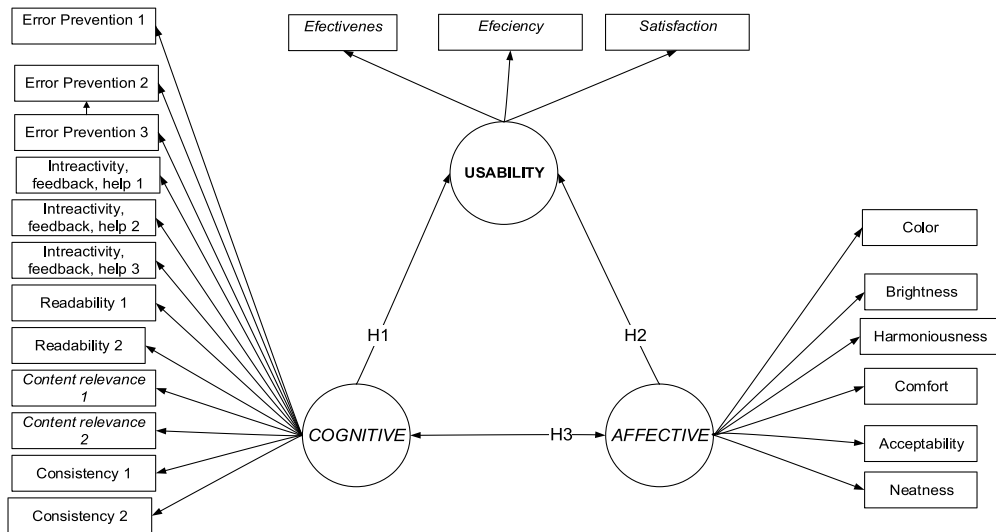 Error Prevention 1
Error Prevention 2
Error Prevention 3
Intreactivity,
feedback, help 1
Intreactivity,
feedback, help 2
Intreactivity,
feedback, help 3
Readability 1
Readability 2
Content relevance
1
Content relevance
2
Consistency 1
Consistency 2
Efectivenes
Efeciency
Satisfaction
USABILITY
H1
H2
COGNITIVE
H3
AFFECTIVE
Color
Brightness
Harmoniousness
Comfort
Acceptability
Neatness